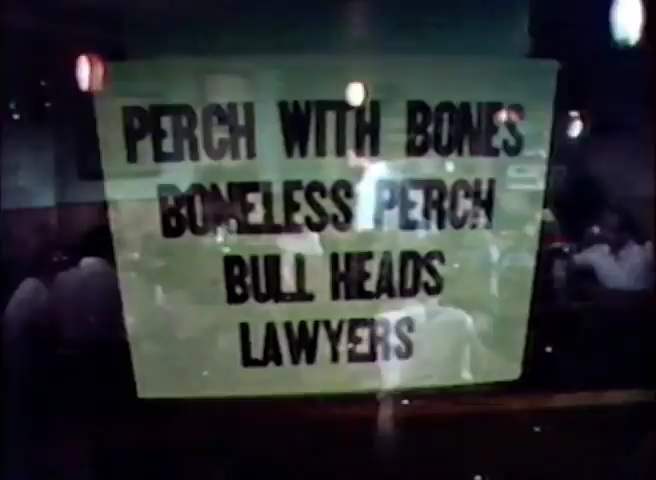 PERCH WITH BONES
BONELESS PERCH
BULL HEADS
LAWYERS